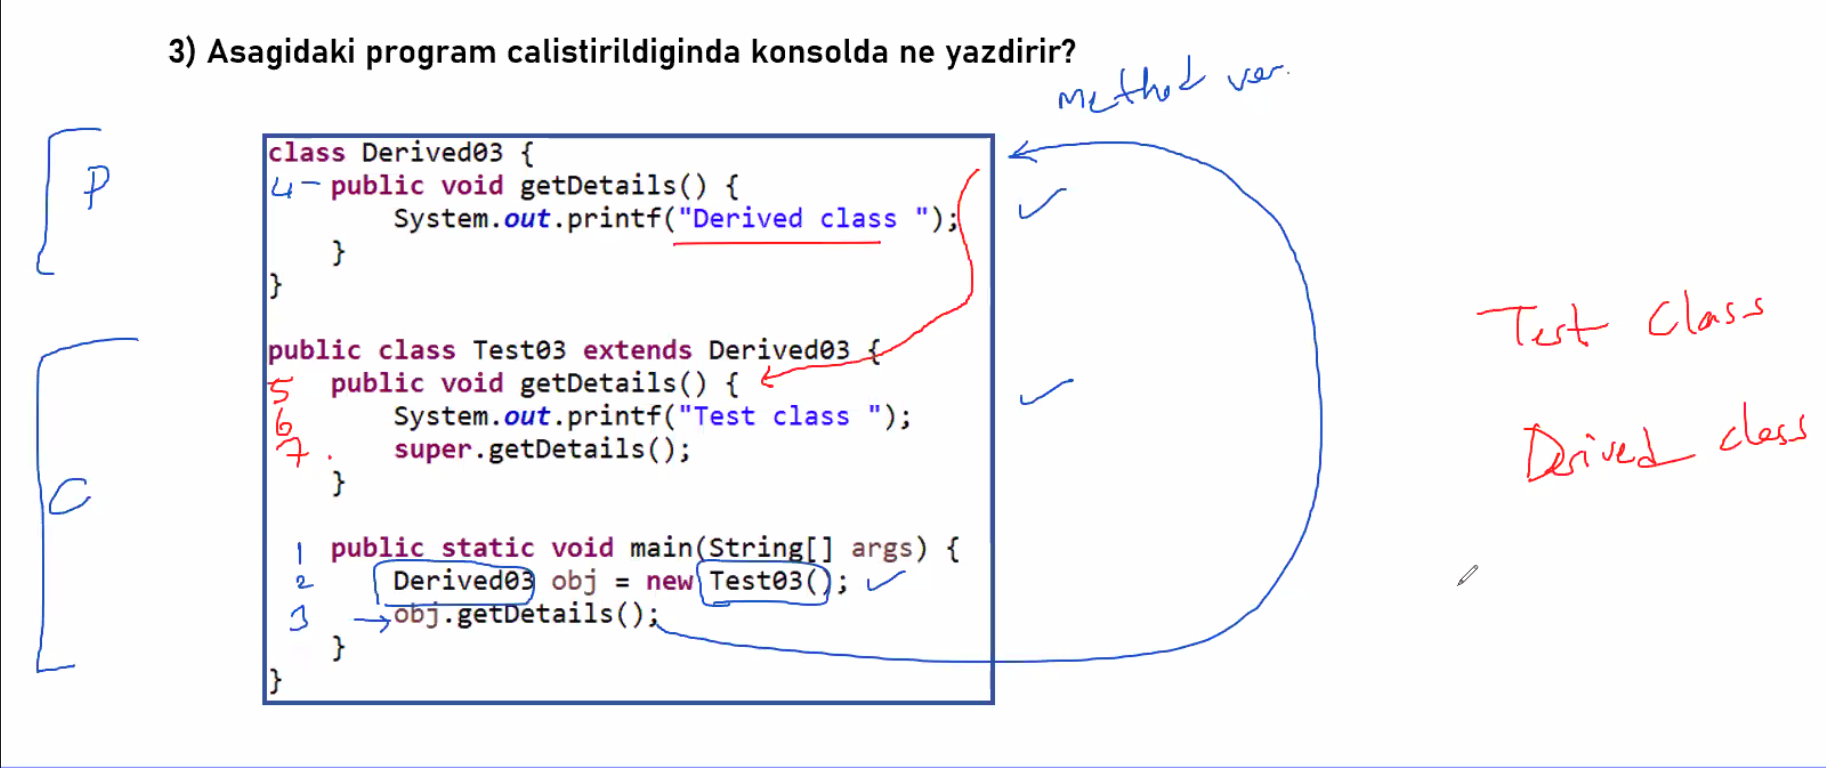 3) Asagidaki program calistirildiginda konsolda ne yazdirir?
method var.
P
class Derived03 {
4- public void getDetails() {
System.out.printf("Derived class ");
}
}
Test Class
public class Test03 extends Derived03 {
5 public void getDetails() {
6 System.out.printf("Test class ");
Derived class
7. super.getDetails();
}
C
1 public static void main(String[] args) {
2 Derived03 obj = new Test03();
3 obj.getDetails();
}
}